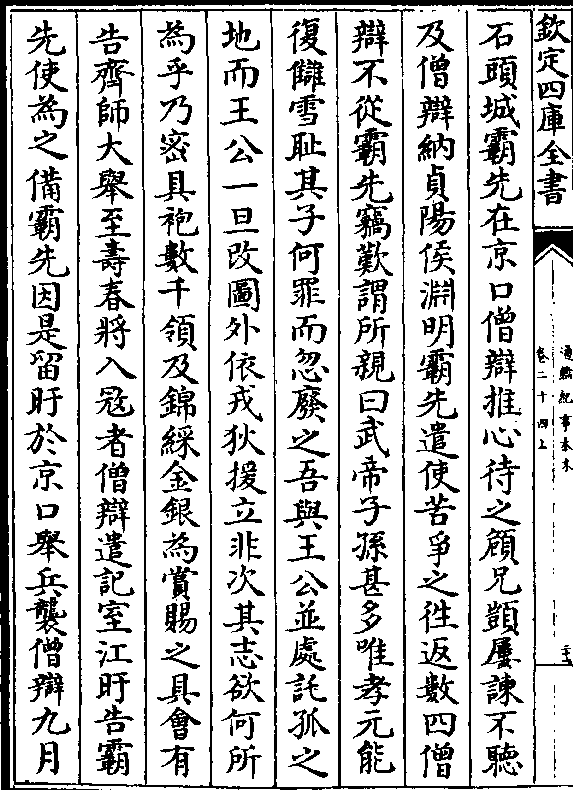 欽定四庫全書
通鑑紀事本末
卷二十四上
石頭城霸先在京口僧辯推心待之顧兄顗屢諫不聽
及僧辯納貞陽侯淵明霸先遣使苦爭之徃返數四僧
辯不從霸先竊歎謂所親曰武帝子孫甚多唯孝元能
復讎雪耻其子何罪而忽廢之吾與王公並處託孤之
地而王公一旦改圖外依戎狄援立非次其志欲何所
為乎乃密具袍數千領及錦綵金銀為賞賜之具會有
告齊師大舉至壽春將入冦者僧辯遣記室江旴告霸
先使為之備霸先因是留旴於京口舉兵襲僧辯九月